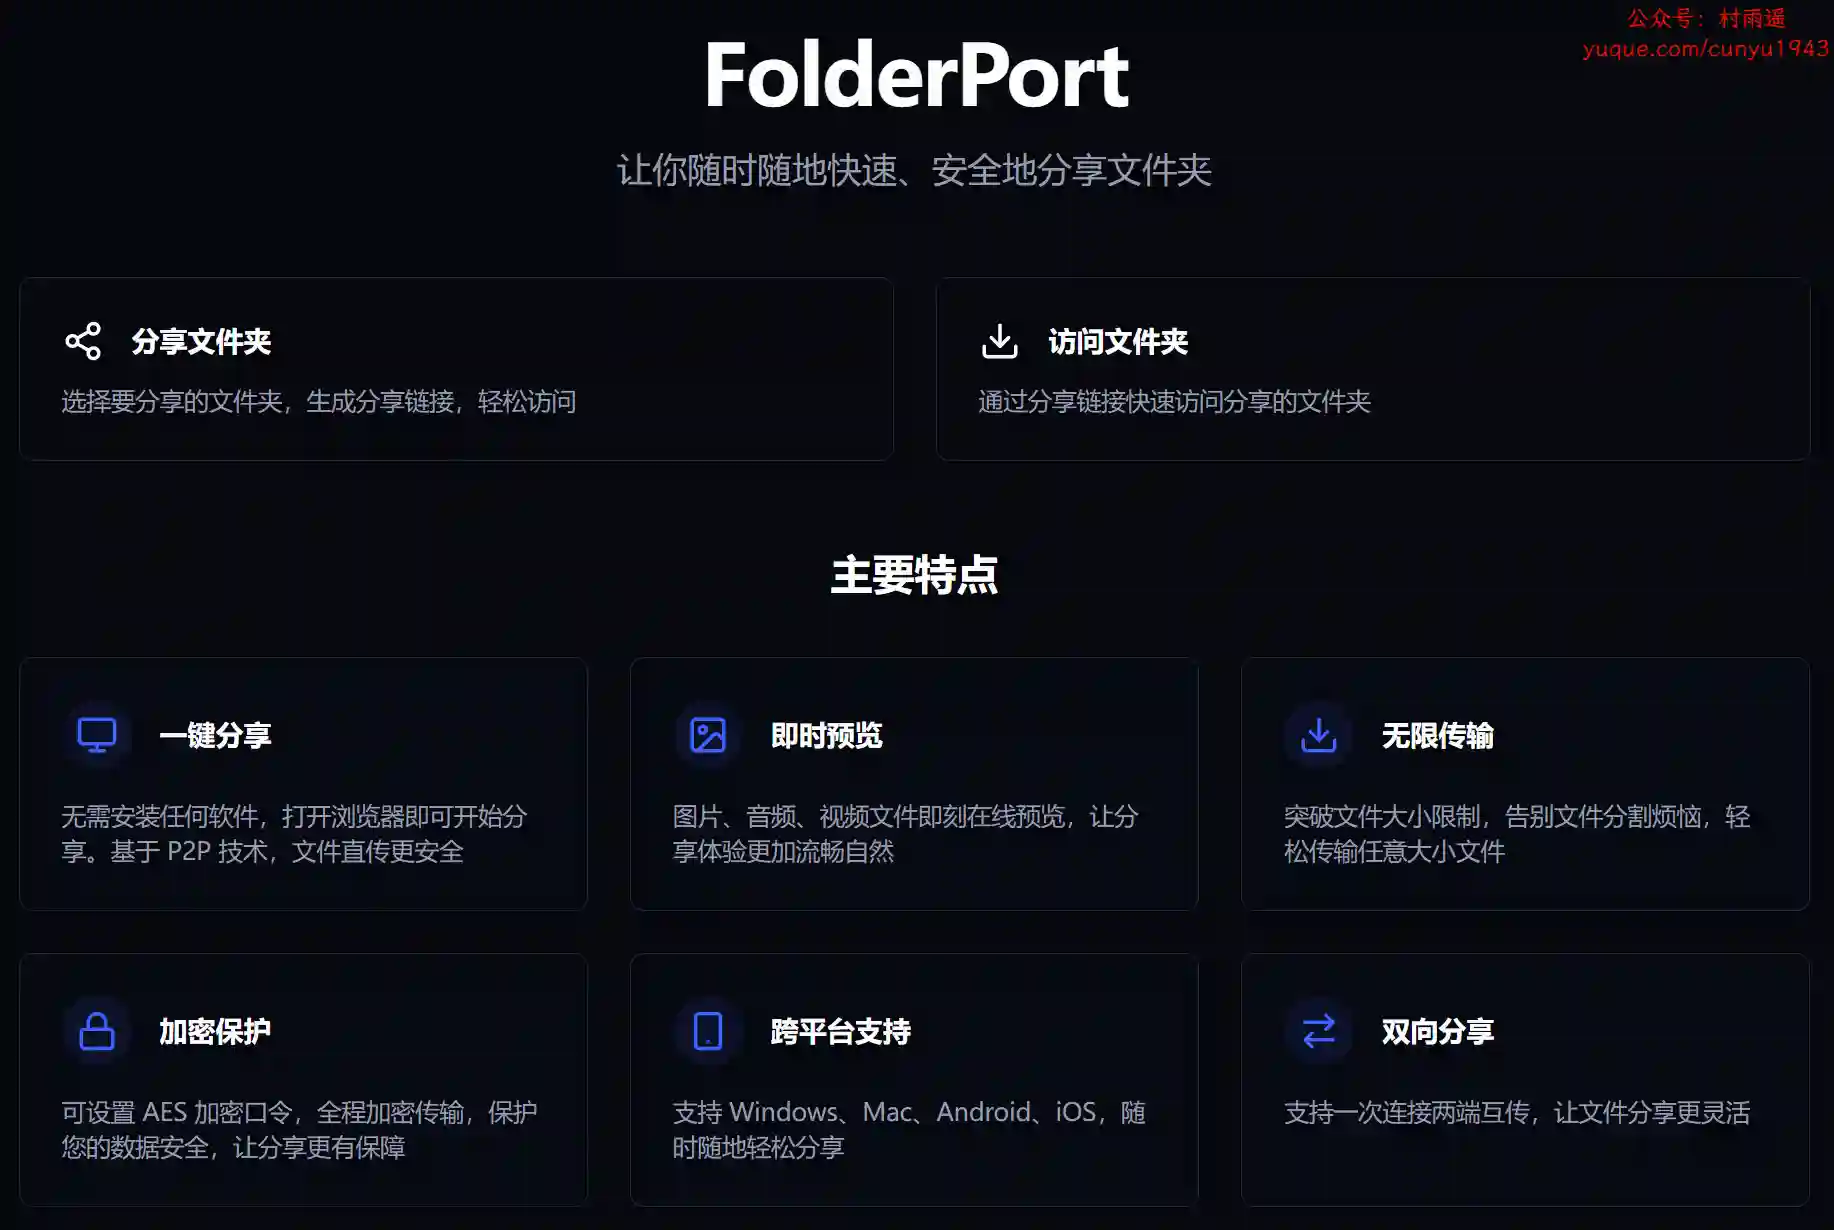 公众号：村雨遥
yuque.com/cunyu1943
FolderPort
让你随时随地快速、安全地分享文件夹
分享文件夹
选择要分享的文件夹，生成分享链接，轻松访问
访问文件夹
通过分享链接快速访问分享的文件夹
主要特点
一键分享
无需安装任何软件，打开浏览器即可开始分
享。基于 P2P 技术，文件直传更安全
即时预览
图片、音频、视频文件即刻在线预览，让分
享体验更加流畅自然
无限传输
突破文件大小限制，告别文件分割烦恼，轻
松传输任意大小文件
加密保护
可设置 AES 加密口令，全程加密传输，保护
您的数据安全，让分享更有保障
跨平台支持
支持 Windows、Mac、Android、iOS，随
时随地轻松分享
双向分享
支持一次连接两端互传，让文件分享更灵活